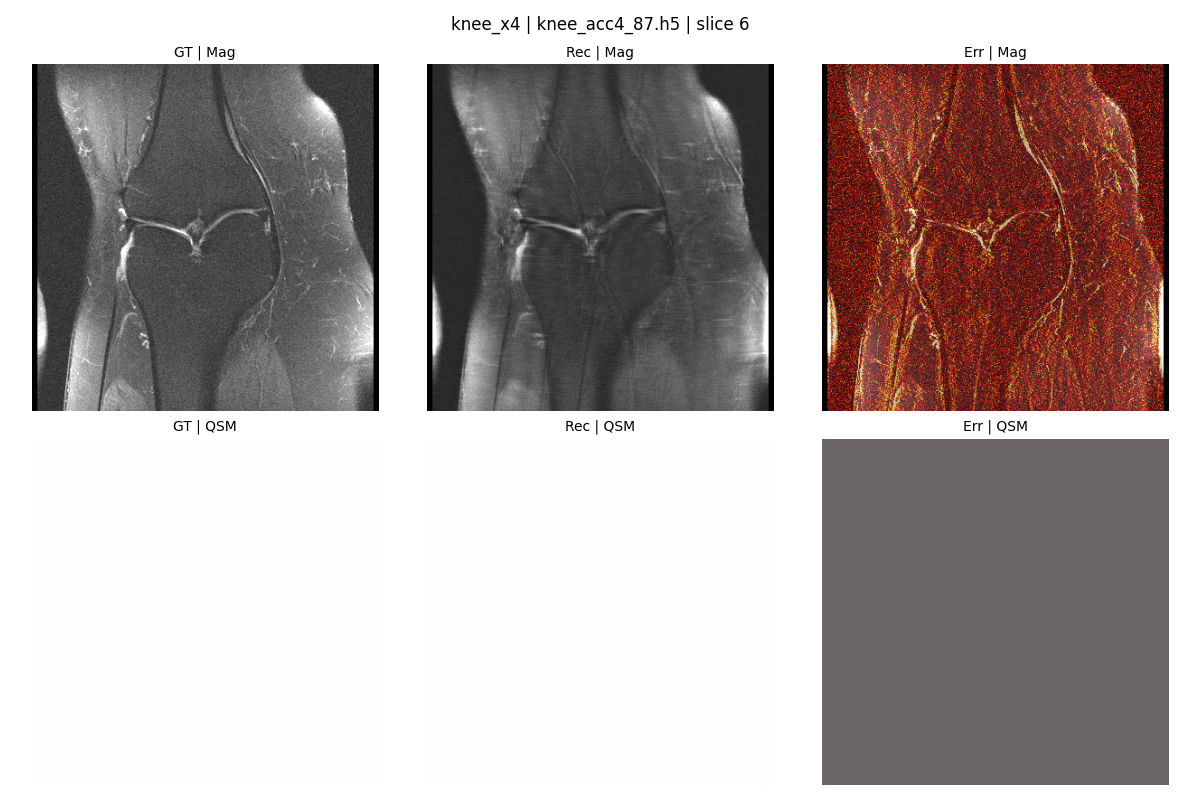 knee_x4 | knee_acc4_87.h5 | slice 6
GT | Mag
Rec | Mag
Err | Mag
GT | QSM
Rec | QSM
Err | QSM